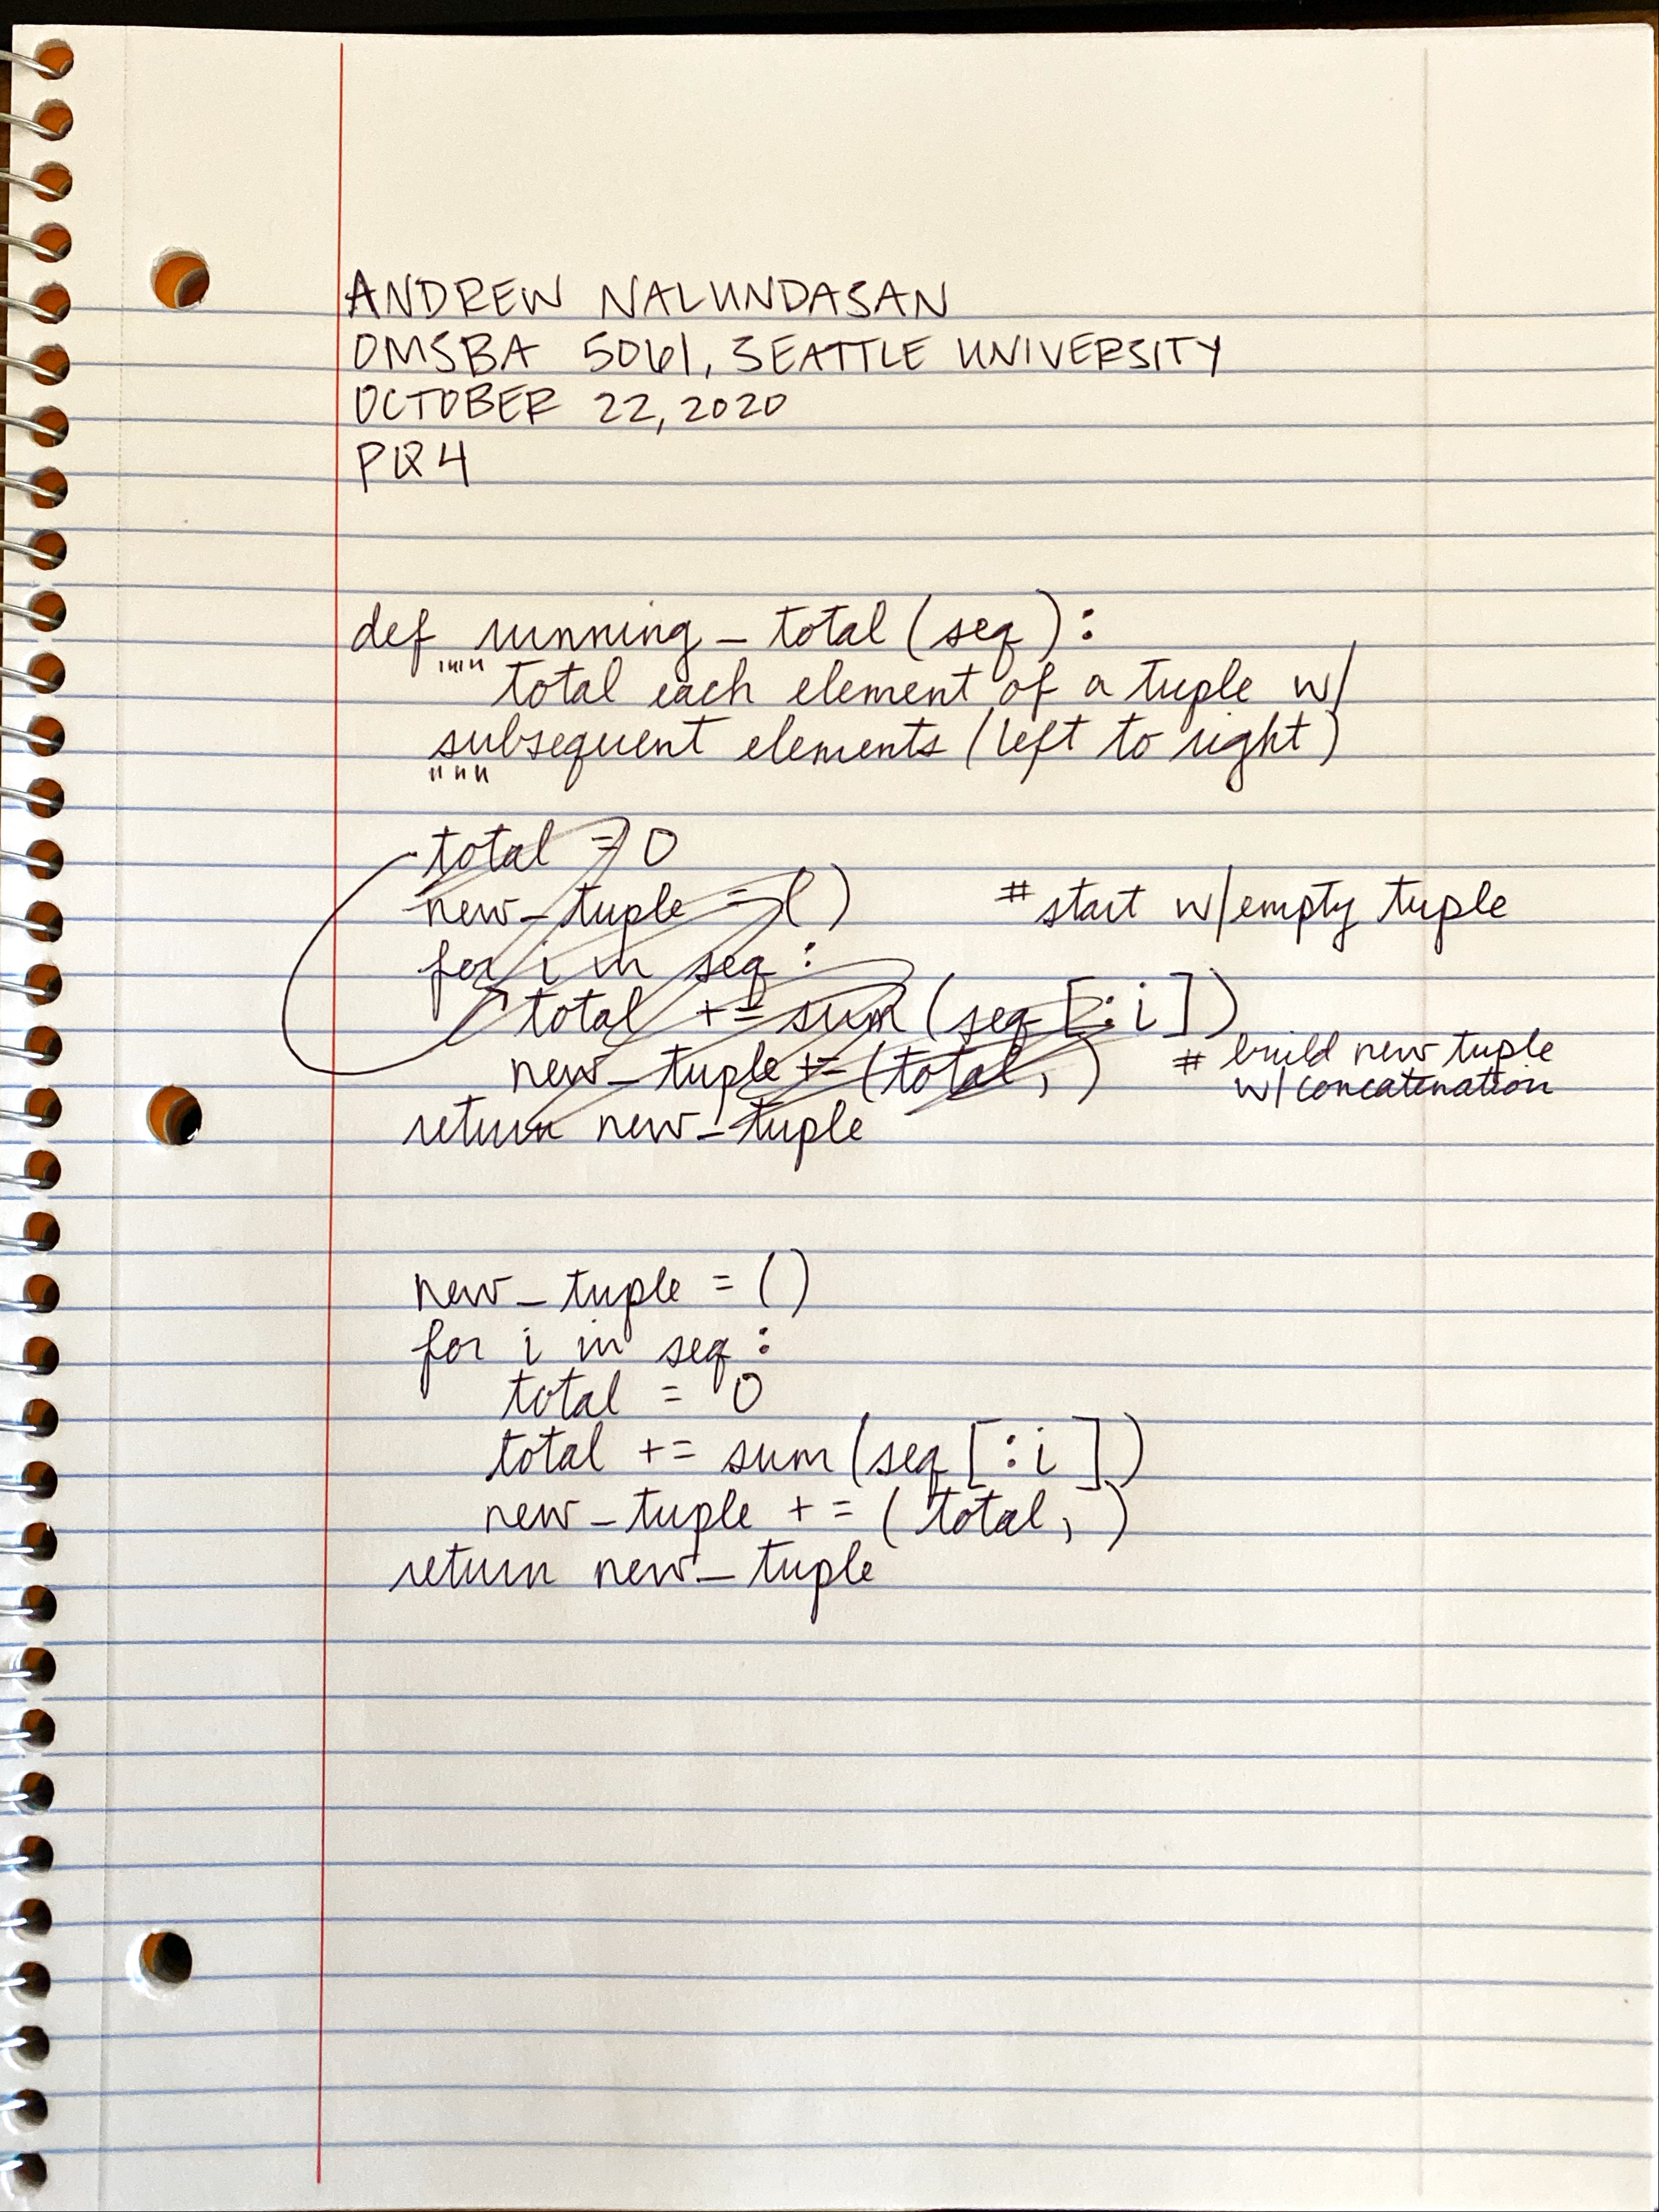 ANDREW NALUNDASAN
OMSBA 5061, SEATTLE UNIVERSITY
OCTOBER 22, 2020
PQ4
def running_total(seq):
""" total each element of a tuple w/
subsequent elements (left to right)
"""
total = 0
new_tuple = () # start w/empty tuple
for i in seq:
total += sum(seq[:i])
new_tuple += (total,) # build new tuple
w/concatenation
return new_tuple
new_tuple = ()
for i in seq:
total = 0
total += sum(seq[:i])
new_tuple += (total,)
return new_tuple